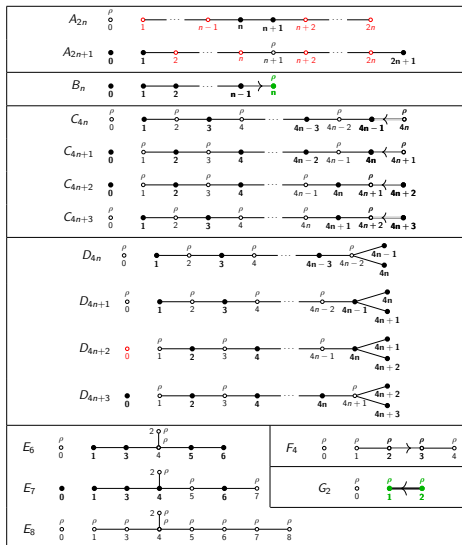 ρ
A2n 0 1 ··· n−1 n n+1 n+2 ··· 2n
A2n+1 0 1 2 ··· n n+1 n+2 ··· 2n+1
ρ
Bn 0 1 2 ··· n−1 n
ρ ρ ρ ρ
C4n 0 1 2 3 4 ··· 4n−3 4n−2 4n−1 4n
ρ ρ ρ ρ
C4n+1 0 1 2 3 4 ··· 4n−2 4n−1 4n 4n+1
ρ ρ ρ ρ
C4n+2 0 1 2 3 4 ··· 4n−1 4n 4n+1 4n+2
ρ ρ ρ ρ
C4n+3 0 1 2 3 4 ··· 4n 4n+1 4n+2 4n+3
ρ ρ ρ ρ
D4n 0 1 2 3 4 ··· 4n−3 4n−2 4n−1
4n
ρ ρ ρ ρ
D4n+1 0 1 2 3 4 ··· 4n−2 4n−1 4n
4n+1
ρ ρ ρ
D4n+2 0 1 2 3 4 ··· 4n−1 4n 4n+1
4n+2
ρ ρ ρ
D4n+3 0 1 2 3 4 ··· 4n 4n+1 4n+2
4n+3
2 ρ
ρ ρ
E6 0 1 3 4 5 6
ρ ρ ρ ρ
F4 0 1 2 3 4
2 ρ
ρ
E7 0 1 3 4 5 6 7
ρ ρ ρ
G2 0 1 2
2 ρ
ρ ρ ρ ρ ρ ρ ρ ρ
E8 0 1 3 4 5 6 7 8